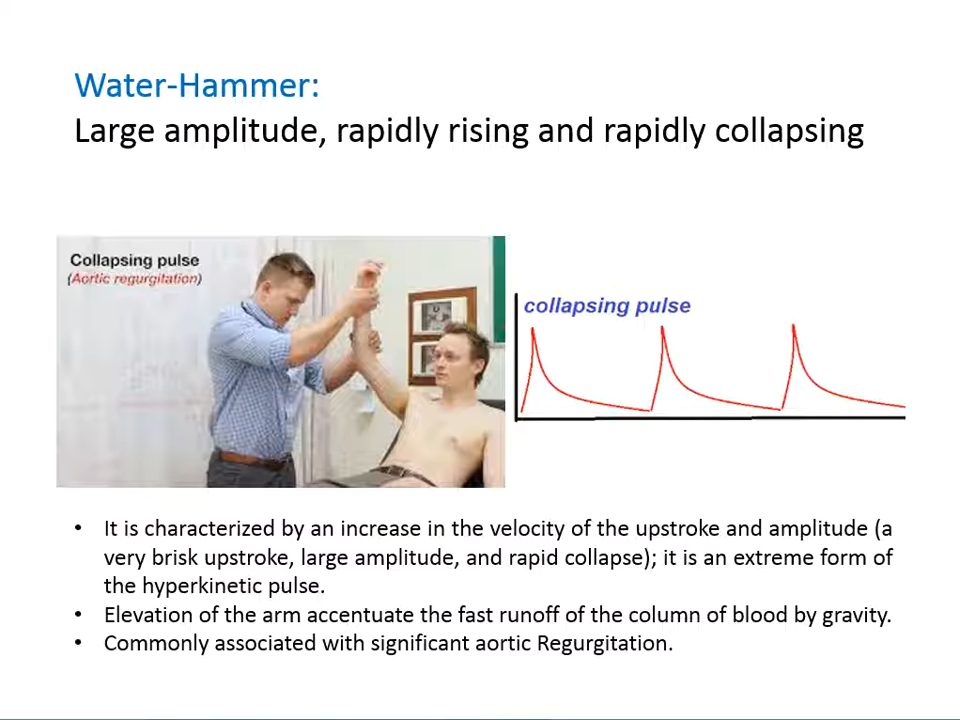 Water-Hammer:
Large amplitude, rapidly rising and rapidly collapsing
Collapsing pulse
(Aortic regurgitation)
collapsing pulse
• It is characterized by an increase in the velocity of the upstroke and amplitude (a
very brisk upstroke, large amplitude, and rapid collapse); it is an extreme form of
the hyperkinetic pulse.
• Elevation of the arm accentuate the fast runoff of the column of blood by gravity.
• Commonly associated with significant aortic Regurgitation.